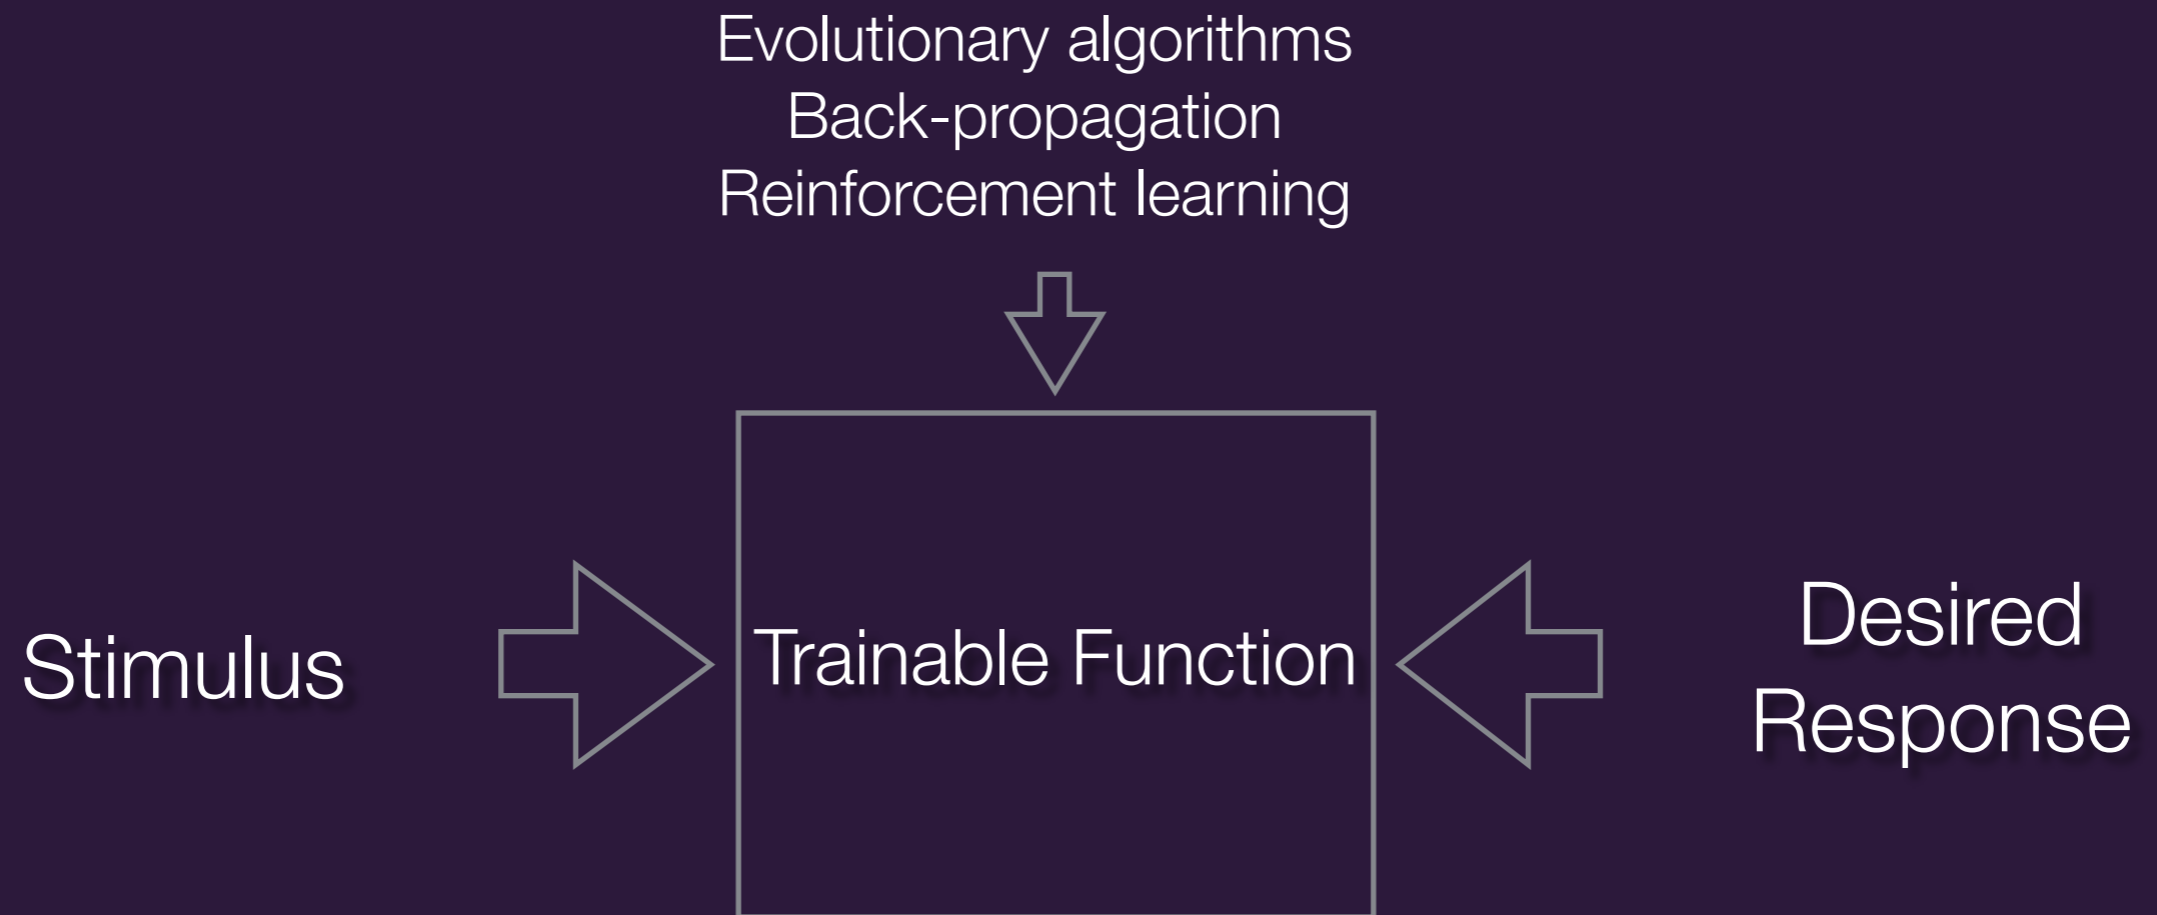 Evolutionary algorithms
Back-propagation
Reinforcement learning
Stimulus
Trainable Function
Desired
Response